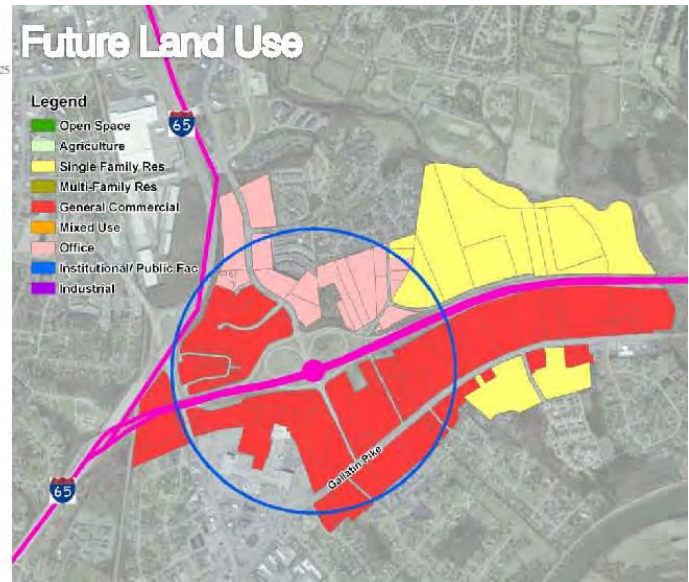 Future Land Use
25
Legend
65
Open Space
Agriculture
Single Family Res
Multi-Family Res
General Commercial
Mixed Use
Office
Institutional/ Public Fac
Industrial
Gallatin Pike
65